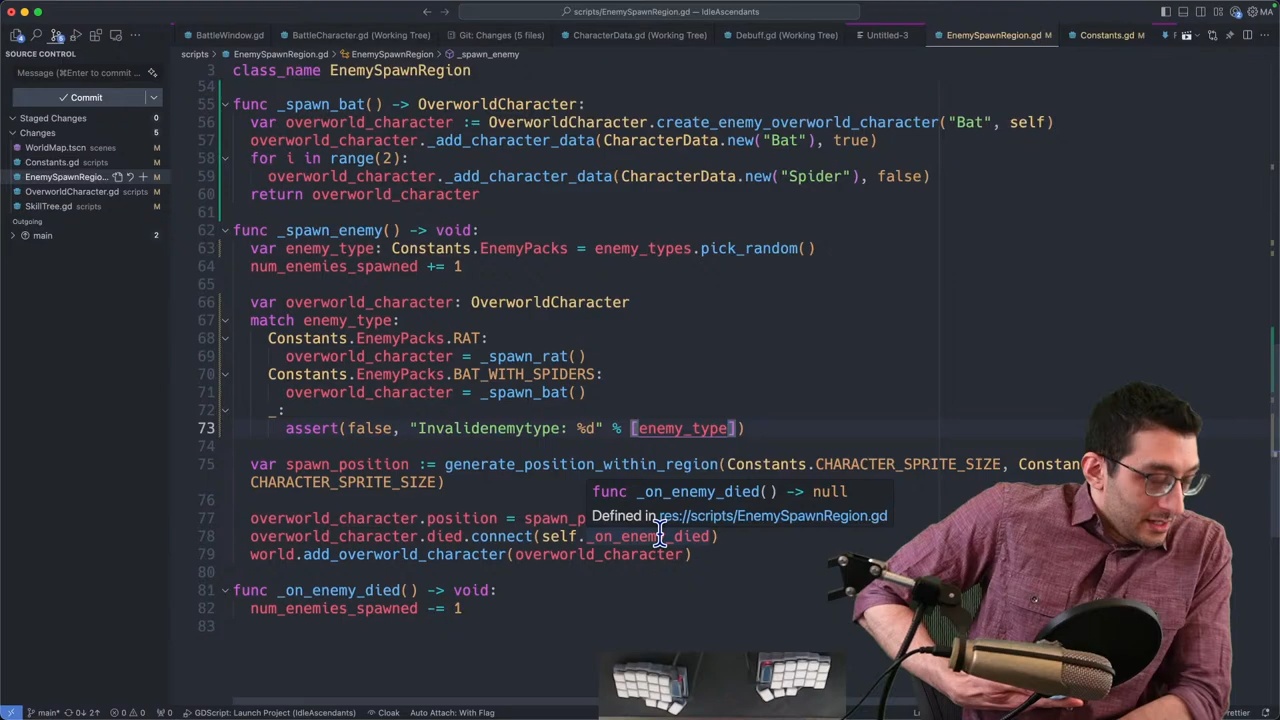 scripts/EnemySpawnRegion.gd — IdleAscendants
MA
BattleWindow.gd
BattleCharacter.gd (Working Tree)
Git: Changes (5 files)
CharacterData.gd (Working Tree)
Debuff.gd (Working Tree)
Untitled-3
EnemySpawnRegion.gd M
Constants.gd M
SOURCE CONTROL
scripts > EnemySpawnRegion.gd > EnemySpawnRegion > _spawn_enemy
Message (⌘Enter to commit ...
Commit
Staged Changes 0
Changes 5
WorldMap.tscn scenes M
Constants.gd scripts M
EnemySpawnRegio... M
OverworldCharacter.gd scripts M
SkillTree.gd scripts M
Outgoing
main 2
3 class_name EnemySpawnRegion
54
55 func _spawn_bat() -> OverworldCharacter:
56 var overworld_character := OverworldCharacter.create_enemy_overworld_character("Bat", self)
57 overworld_character._add_character_data(CharacterData.new("Bat"), true)
58 for i in range(2):
59 overworld_character._add_character_data(CharacterData.new("Spider"), false)
60 return overworld_character
61
62 func _spawn_enemy() -> void:
63 var enemy_type: Constants.EnemyPacks = enemy_types.pick_random()
64 num_enemies_spawned += 1
65
66 var overworld_character: OverworldCharacter
67 match enemy_type:
68 Constants.EnemyPacks.RAT:
69 overworld_character = _spawn_rat()
70 Constants.EnemyPacks.BAT_WITH_SPIDERS:
71 overworld_character = _spawn_bat()
72 _:
73 assert(false, "Invalidenemytype: %d" % [enemy_type])
74
75 var spawn_position := generate_position_within_region(Constants.CHARACTER_SPRITE_SIZE, Constan
CHARACTER_SPRITE_SIZE)
76
func _on_enemy_died() -> null
Defined in res://scripts/EnemySpawnRegion.gd
77 overworld_character.position = spawn_p
78 overworld_character.died.connect(self._on_enemy_died)
79 world.add_overworld_character(overworld_character)
80
81 func _on_enemy_died() -> void:
82 num_enemies_spawned -= 1
83
main* 0↓ 2↑ 0 0 0 GDScript: Launch Project (IdleAscendants) Cloak Auto Attach: With Flag
rettier